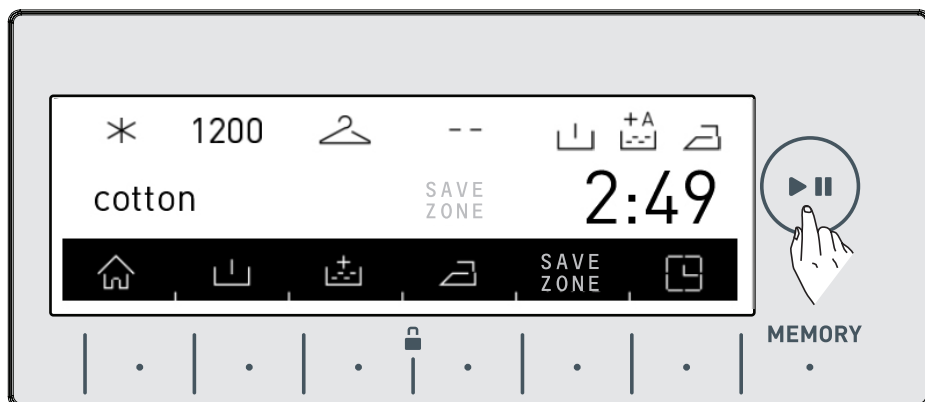 1200 -- +A
cotton SAVE 2:49
ZONE
SAVE
ZONE
MEMORY